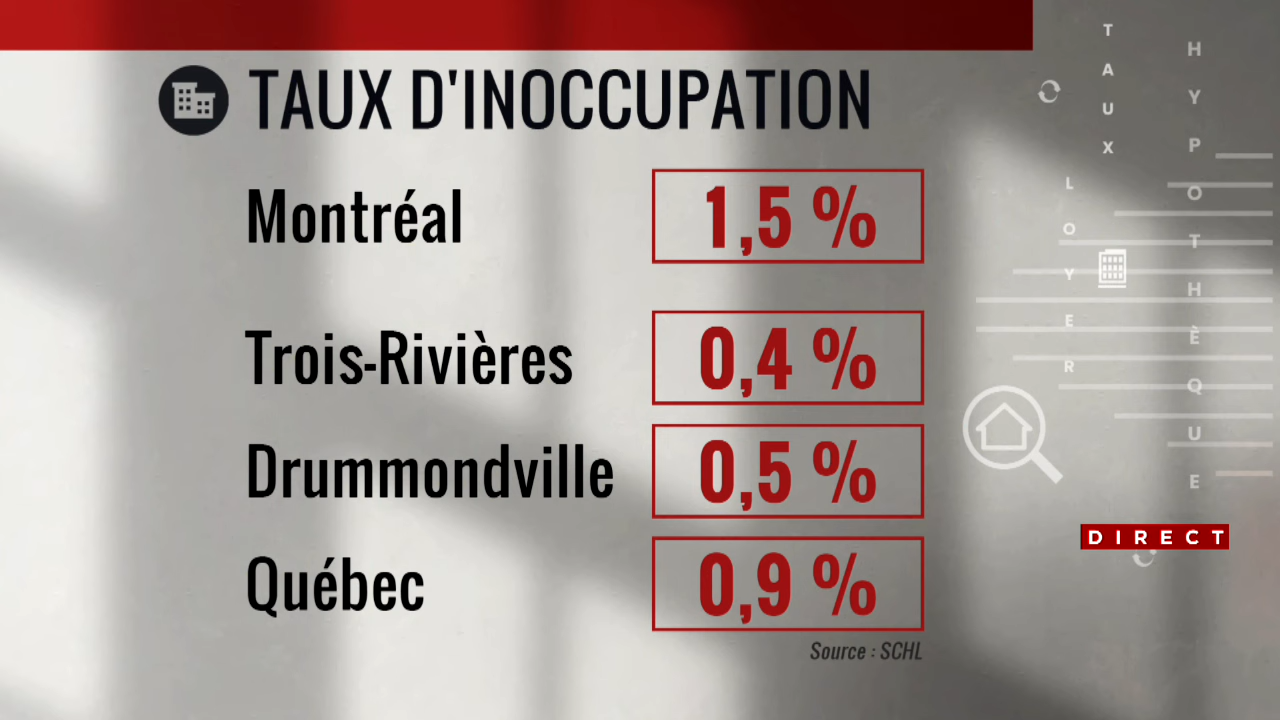 TAUX D'INOCCUPATION
Montréal
1,5 %
Trois-Rivières
0,4 %
Drummondville
0,5 %
Québec
0,9 %
Source : SCHL
TAUX
LOYER
HYPOTHÈQUE
DIRECT